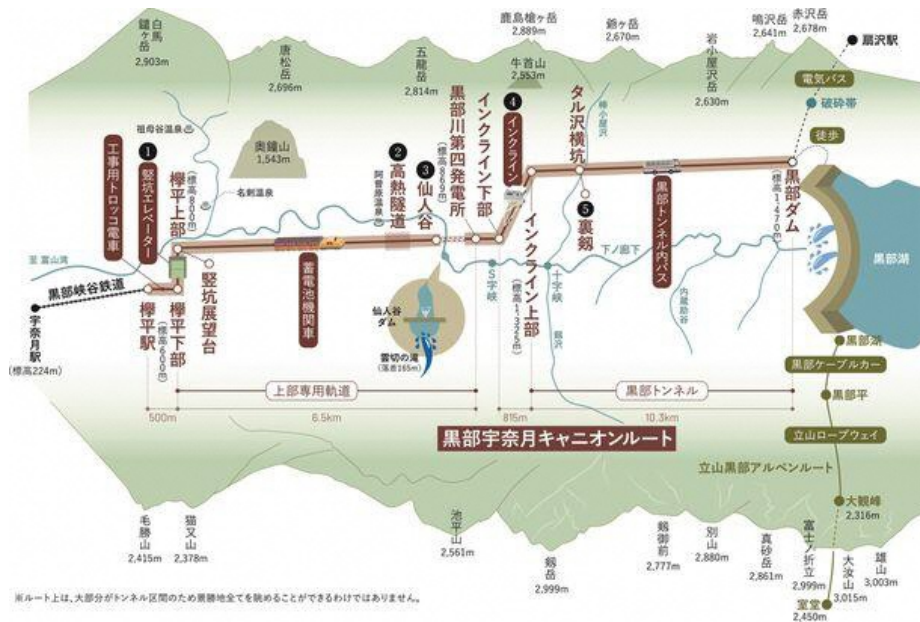 白馬鑓ヶ岳
2,903m
唐松岳
2,696m
五龍岳
2,814m
鹿島槍ヶ岳
2,889m
牛首山
2,553m
爺ヶ岳
2,670m
岩小屋沢岳
2,630m
鳴沢岳
2,641m
赤沢岳
2,678m
扇沢駅
電気バス
破砕帯
徒歩
祖母谷温泉
奥鐘山
1,543m
名剣温泉
工事用トロッコ電車
1
竪坑エレベーター
欅平上部
(標高800m)
2
高熱隧道
阿曽原温泉
3
仙人谷
黒部川第四発電所
(標高869m)
インクライン下部
4
インクライン
タル沢横坑
棒小屋沢
5
裏剱
黒部トンネル内バス
黒部ダム
(標高1,470m)
黒部湖
至 富山湾
黒部峡谷鉄道
宇奈月駅
(標高224m)
欅平駅
欅平下部
(標高600m)
竪坑展望台
蓄電池機関車
仙人谷ダム
雲切の滝
(落差165m)
S字峡
十字峡
剱沢
インクライン上部
(標高1,325m)
下ノ廊下
内蔵助谷
黒部湖
黒部ケーブルカー
黒部平
立山ロープウェイ
立山黒部アルペンルート
大観峰
2,316m
室堂
2,450m
上部専用軌道
黒部トンネル
500m
6.5km
815m
10.3km
黒部宇奈月キャニオンルート
毛勝山
2,415m
猫又山
2,378m
池平山
2,561m
剱岳
2,999m
剱御前
2,777m
別山
2,880m
真砂岳
2,861m
富士ノ折立
2,999m
大汝山
3,015m
雄山
3,003m
※ルート上は、大部分がトンネル区間のため景勝地全てを眺めることができるわけではありません。